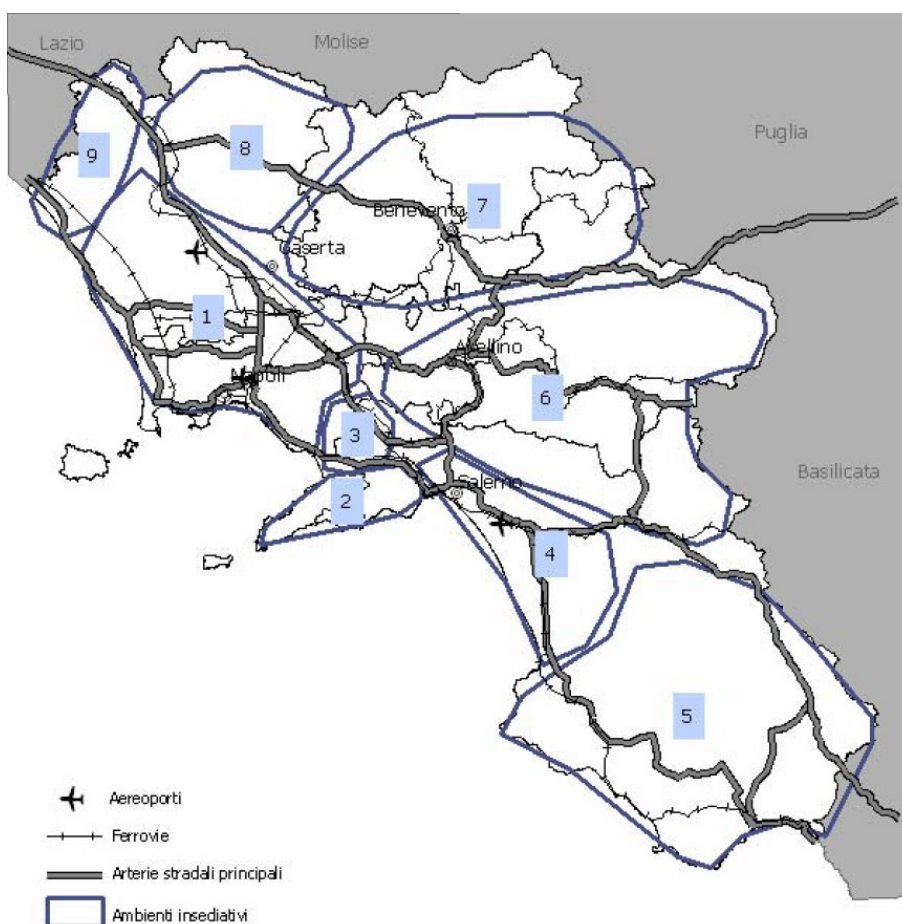 Lazio
Molise
Puglia
9
8
7
Benevento
Caserta
1
Avellino
Napoli
6
3
Basilicata
2
Salerno
4
5
Aereoporti
Ferrovie
Arterie stradali principali
Ambienti insediativi